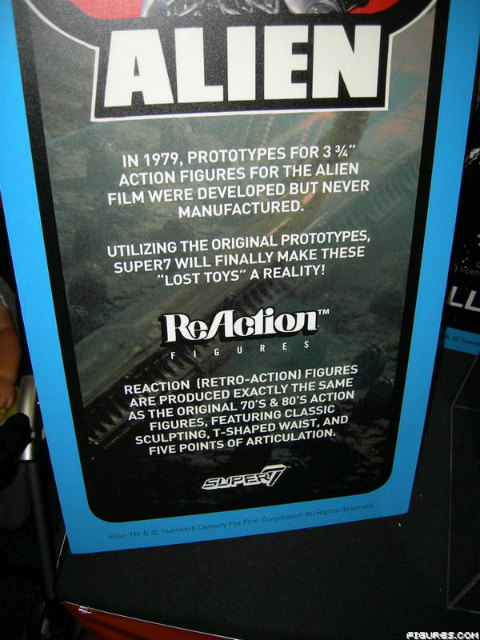 ALIEN
IN 1979, PROTOTYPES FOR 3 ¾"
ACTION FIGURES FOR THE ALIEN
FILM WERE DEVELOPED BUT NEVER
MANUFACTURED.
UTILIZING THE ORIGINAL PROTOTYPES,
SUPER7 WILL FINALLY MAKE THESE
"LOST TOYS" A REALITY!
ReAction™
FIGURES
REACTION (RETRO-ACTION) FIGURES
ARE PRODUCED EXACTLY THE SAME
AS THE ORIGINAL 70'S & 80'S ACTION
FIGURES, FEATURING CLASSIC
SCULPTING, T-SHAPED WAIST, AND
FIVE POINTS OF ARTICULATION.
SUPER7
Alien TM & © Twentieth Century Fox Film Corporation All Rights Reserved
LL
FIGURES.COM